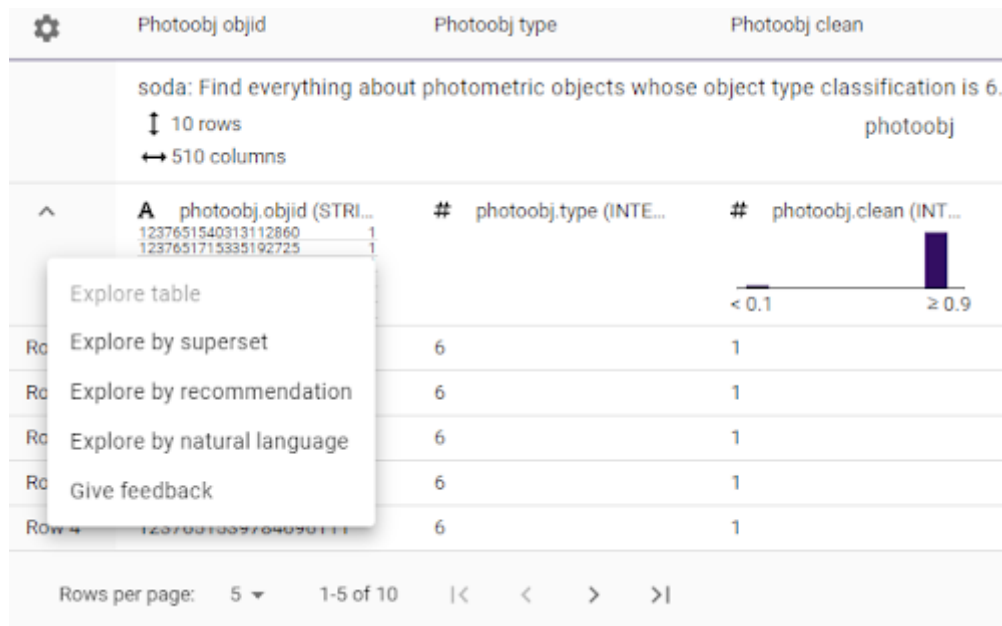 Photoobj objid Photoobj type Photoobj clean
soda: Find everything about photometric objects whose object type classification is 6.
10 rows photoobj
510 columns
A photoobj.objid (STRI... # photoobj.type (INTE... # photoobj.clean (INT...
1237651540313112860 1
1237651715335192725 1
< 0.1 ≥ 0.9
Explore table
Explore by superset
Explore by recommendation
Explore by natural language
Give feedback
6 1
6 1
6 1
6 1
Row 4 6 1
Rows per page: 5 1-5 of 10